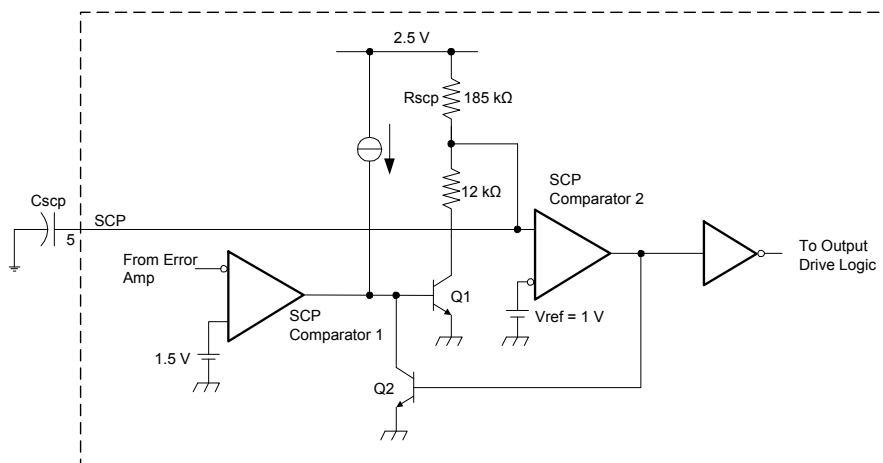 2.5 V
Rscp
185 kΩ
12 kΩ
SCP
Comparator 2
Cscp
5
SCP
To Output
Drive Logic
From Error
Amp
Q1
SCP
Comparator 1
Vref = 1 V
1.5 V
Q2